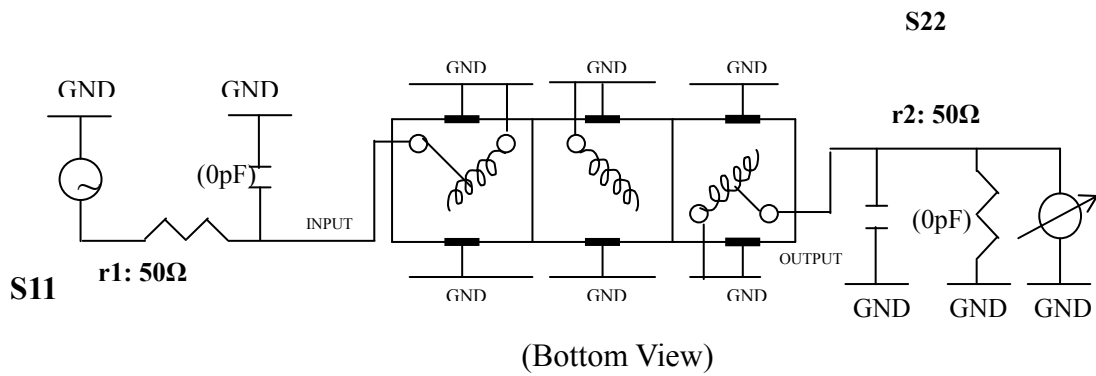 S22
GND
GND
GND
GND
GND
r2: 50Ω
(0pF)
(0pF)
INPUT
OUTPUT
r1: 50Ω
S11
GND
GND
GND
GND
GND
GND
(Bottom View)